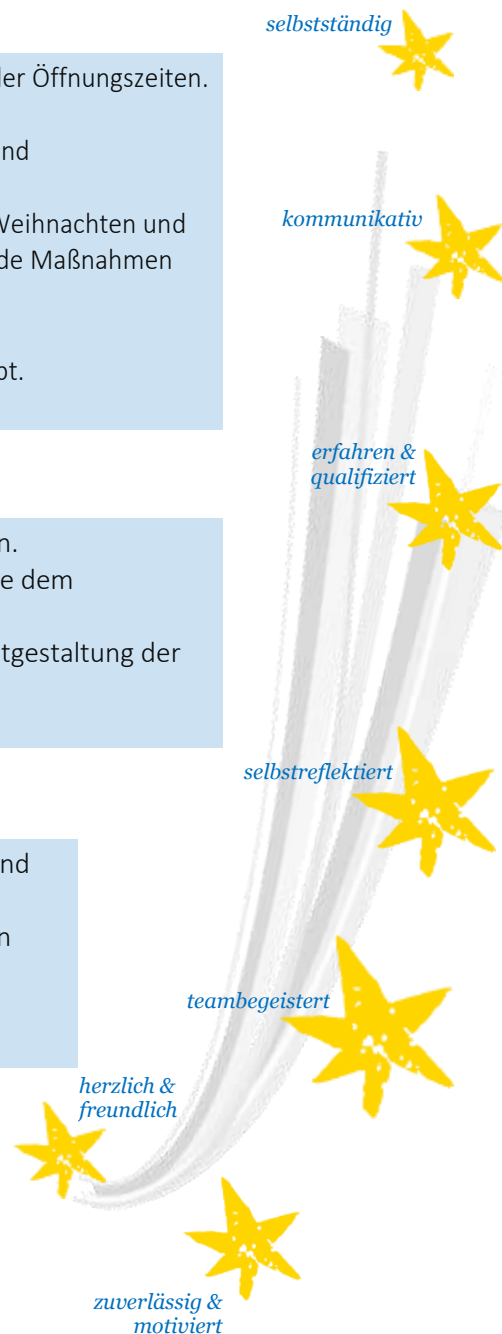 der Öffnungszeiten.
nd
Weihnachten und
de Maßnahmen
n.
e dem
tgestaltung der
nd
n
selbstständig
kommunikativ
erfahren &
qualifiziert
selbstreflektiert
teambegeistert
herzlich &
freundlich
zuverlässig &
motiviert